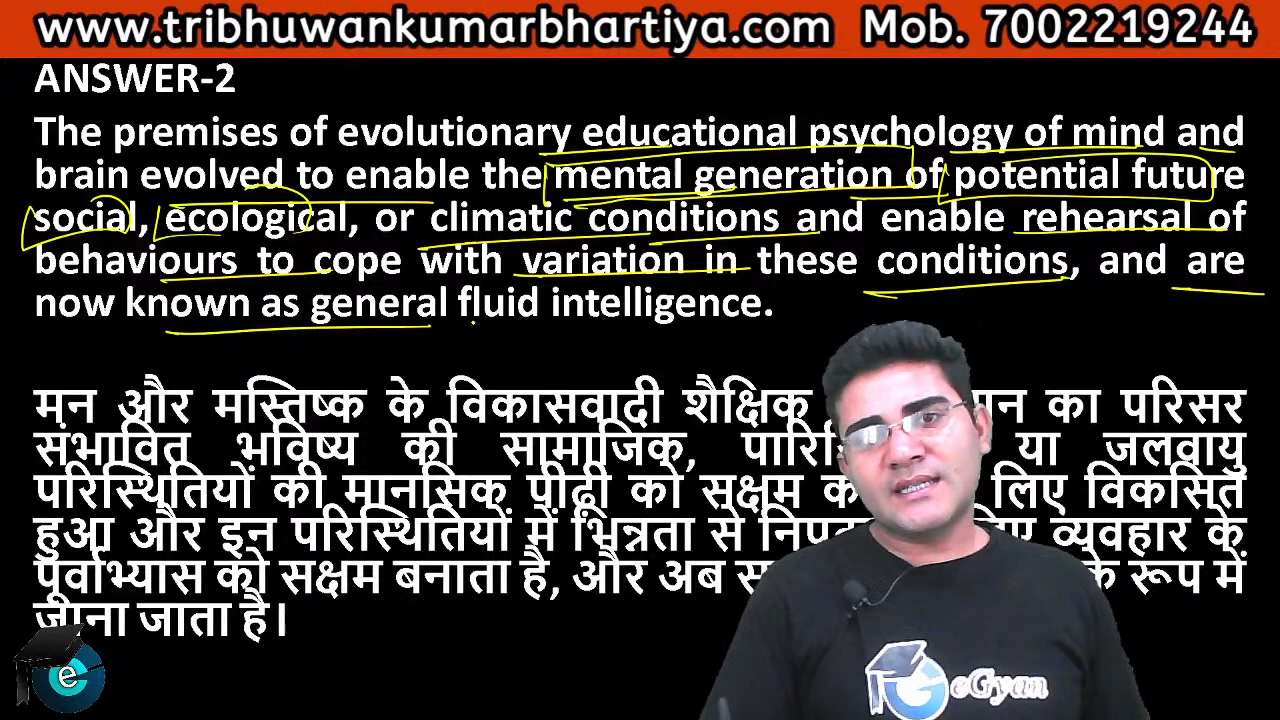 www.tribhuwankumarbhartiya.com Mob. 7002219244
ANSWER-2
The premises of evolutionary educational psychology of mind and
brain evolved to enable the mental generation of potential future
social, ecological, or climatic conditions and enable rehearsal of
behaviours to cope with variation in these conditions, and are
now known as general fluid intelligence.
मन और मस्तिष्क के विकासवादी शैक्षिक का परिसर
संभावित भविष्य की सामाजिक, या जलवायु
परिस्थितियों की मानसिक पीढ़ी को सक्षम लिए विकसित
हुआ और इन परिस्थितियों में भिन्नता से व्यवहार के
पूर्वाभ्यास को सक्षम बनाता है, और अब के रूप में
जाना जाता है।
e
eGyan